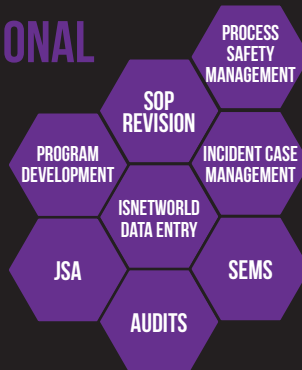 ONAL
PROCESS
SAFETY
MANAGEMENT
SOP
REVISION
PROGRAM
DEVELOPMENT
INCIDENT CASE
MANAGEMENT
ISNETWORLD
DATA ENTRY
JSA
SEMS
AUDITS